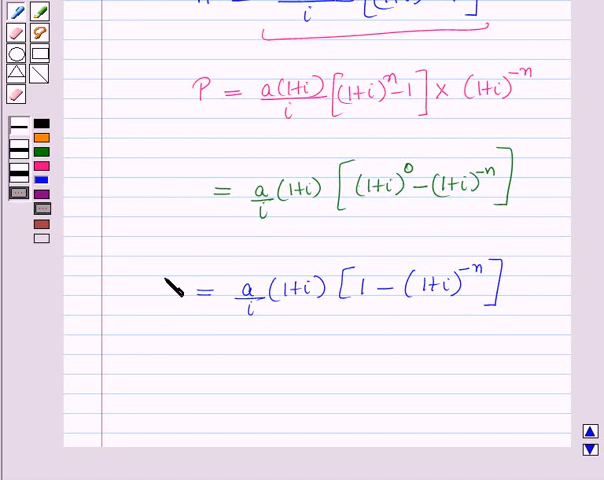 i
P = a(1+i)/i [(1+i)^n - 1] × (1+i)^-n
= a/i (1+i) [(1+i)^0 - (1+i)^-n]
= a/i (1+i) [1 - (1+i)^-n]